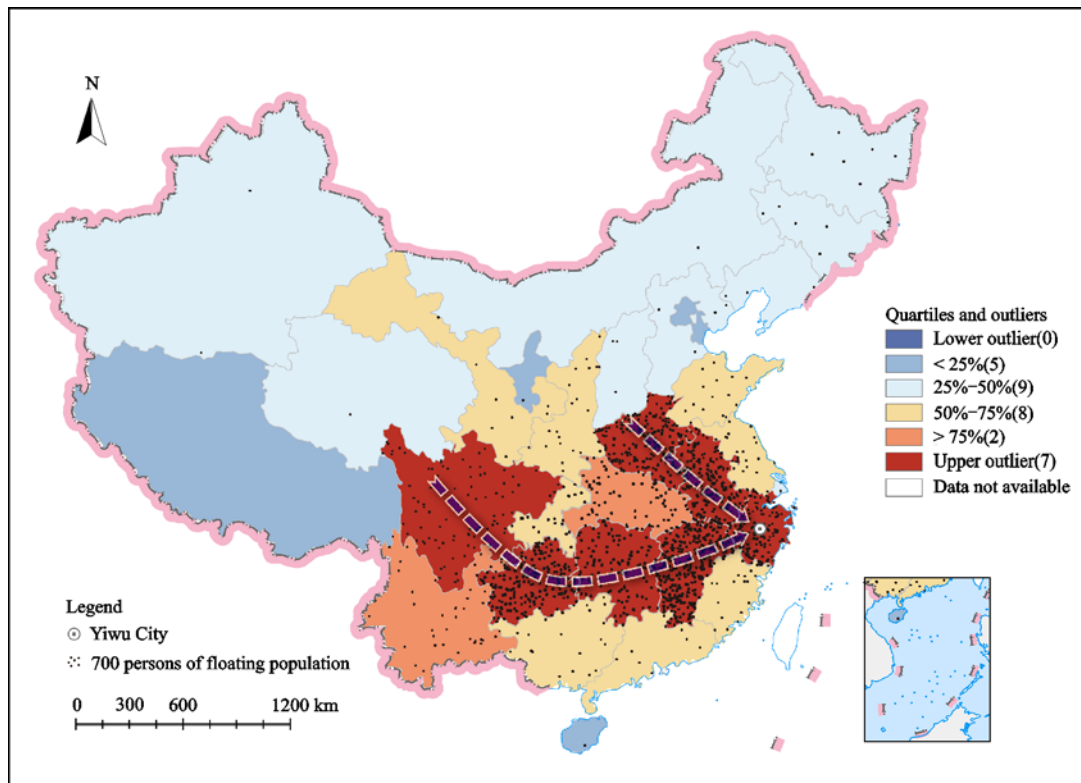 N
Quartiles and outliers
Lower outlier(0)
< 25%(5)
25%−50%(9)
50%−75%(8)
> 75%(2)
Upper outlier(7)
Data not available
Legend
Yiwu City
700 persons of floating population
0 300 600 1200 km